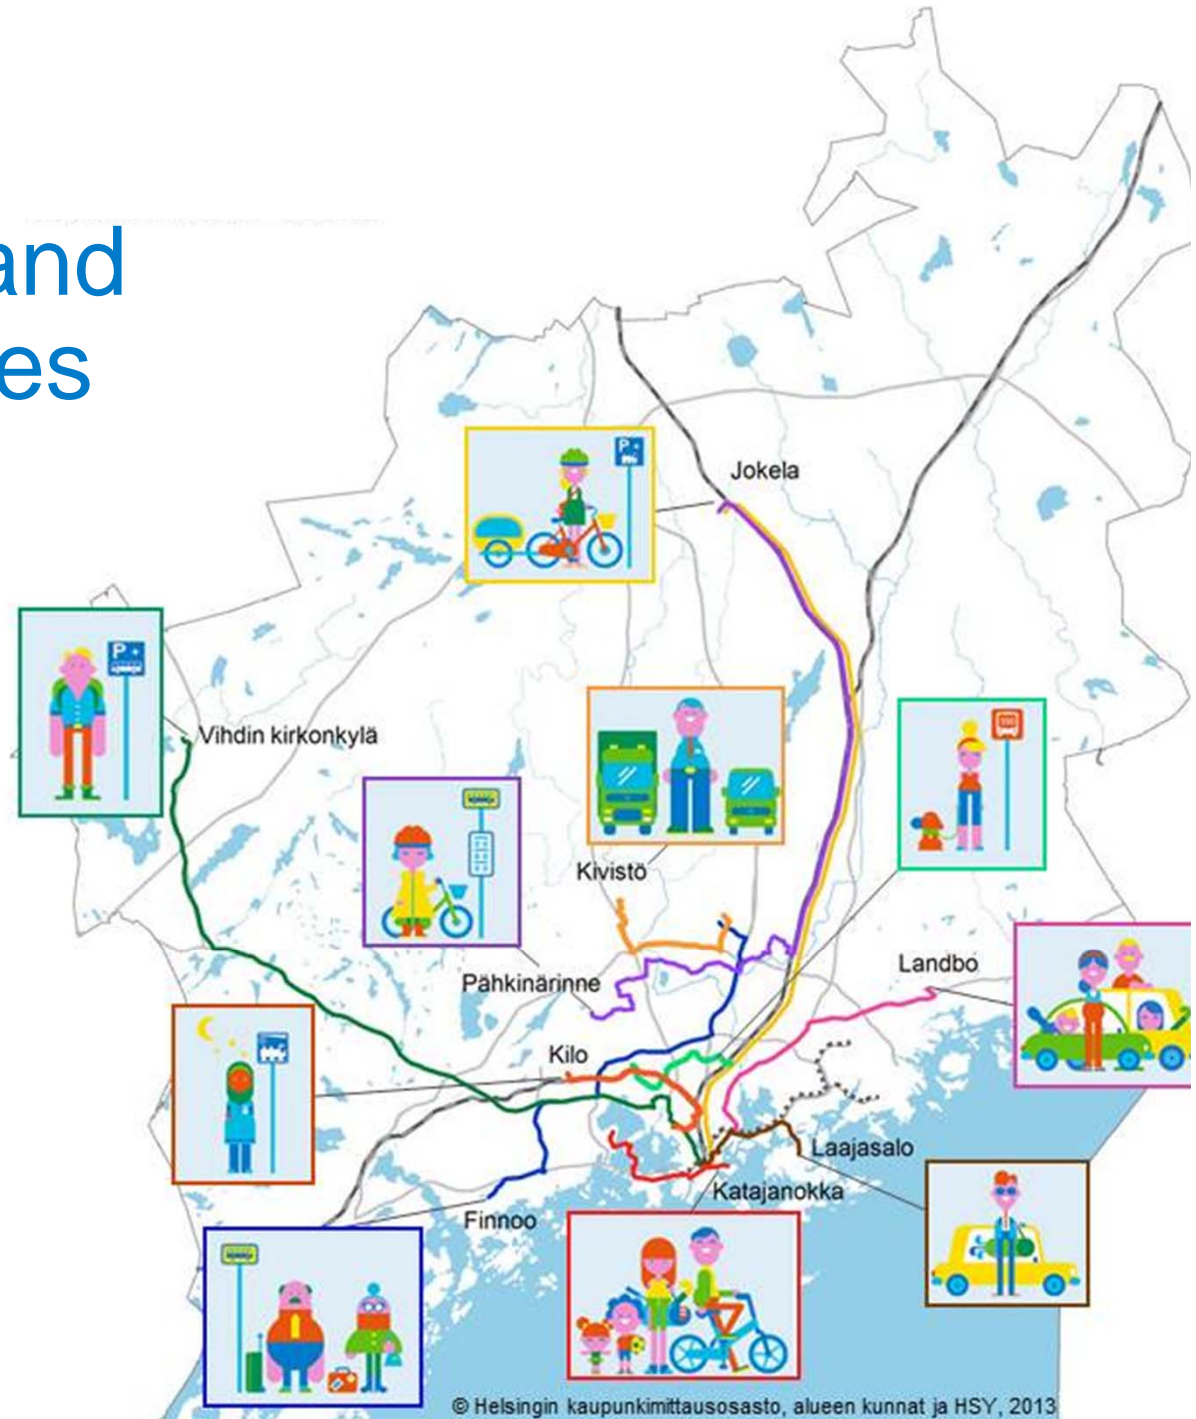 and
es
Jokela
P+
P+
Vihdin kirkonkylä
Kivistö
550
Pähkinärinne
Landbo
Kilo
Laajasalo
Katajanokka
Finnoo
© Helsingin kaupunkimittausosasto, alueen kunnat ja HSY, 2013